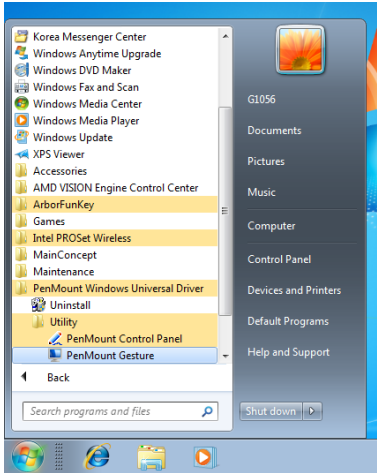 Korea Messenger Center
Windows Anytime Upgrade
Windows DVD Maker
Windows Fax and Scan
Windows Media Center
Windows Media Player
Windows Update
XPS Viewer
Accessories
AMD VISION Engine Control Center
ArborFunKey
Games
Intel PROSet Wireless
MainConcept
Maintenance
PenMount Windows Universal Driver
Uninstall
Utility
PenMount Control Panel
PenMount Gesture
Back
Search programs and files
G1056
Documents
Pictures
Music
Computer
Control Panel
Devices and Printers
Default Programs
Help and Support
Shut down